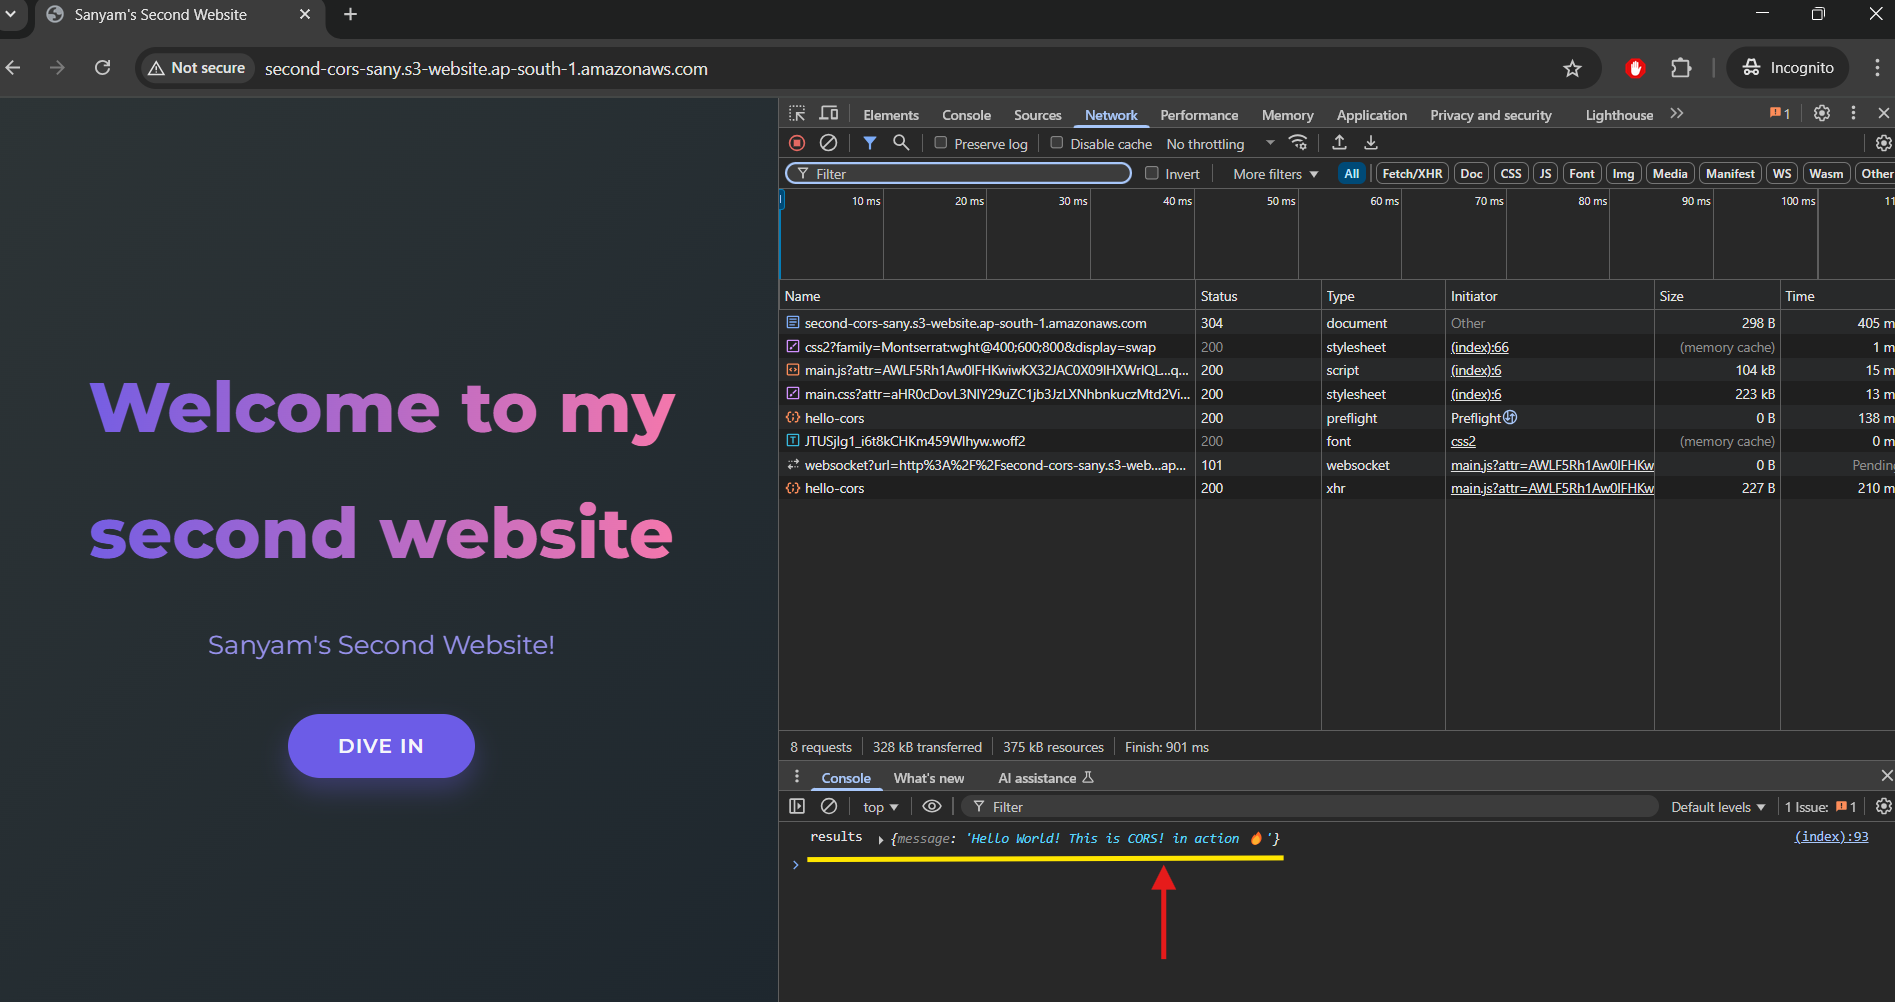 Sanyam's Second Website
Not secure second-cors-sany.s3-website.ap-south-1.amazonaws.com Incognito
Welcome to my
second website
Sanyam's Second Website!
DIVE IN
Elements Console Sources Network Performance Memory Application Privacy and security Lighthouse 1
Preserve log Disable cache No throttling
Filter Invert More filters All Fetch/XHR Doc CSS JS Font Img Media Manifest WS Wasm Other
10 ms 20 ms 30 ms 40 ms 50 ms 60 ms 70 ms 80 ms 90 ms 100 ms 11
Name Status Type Initiator Size Time
second-cors-sany.s3-website.ap-south-1.amazonaws.com 304 document Other 298 B 405 m
css2?family=Montserrat:wght@400;600;800&display=swap 200 stylesheet (index):66 (memory cache) 1 m
main.js?attr=AWLF5Rh1Aw0lFHKwiwKX32JAC0X09lHXWrlQL...q... 200 script (index):6 104 kB 15 m
main.css?attr=aHR0cDovL3NlY29uZC1jb3JzLXNhbnkuczMtd2Vi... 200 stylesheet (index):6 223 kB 13 m
hello-cors 200 preflight Preflight 0 B 138 m
JTUSjIg1_i6t8kCHKm459Wlhyw.woff2 200 font css2 (memory cache) 0 m
websocket?url=http%3A%2F%2Fsecond-cors-sany.s3-web...ap... 101 websocket main.js?attr=AWLF5Rh1Aw0lFHKw 0 B Pending
hello-cors 200 xhr main.js?attr=AWLF5Rh1Aw0lFHKw 227 B 210 m
8 requests 328 kB transferred 375 kB resources Finish: 901 ms
Console What's new AI assistance
top Filter Default levels 1 Issue: 1
results {message: 'Hello World! This is CORS! in action 🔥'} (index):93